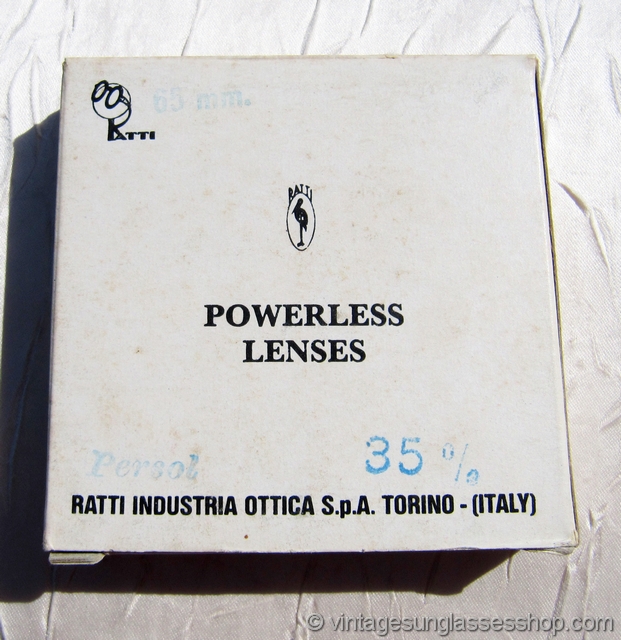 RATTI
65 mm.
RATTI
POWERLESS
LENSES
Persol
35 %
RATTI INDUSTRIA OTTICA S.p.A. TORINO - (ITALY)
© vintagesunglassesshop.com